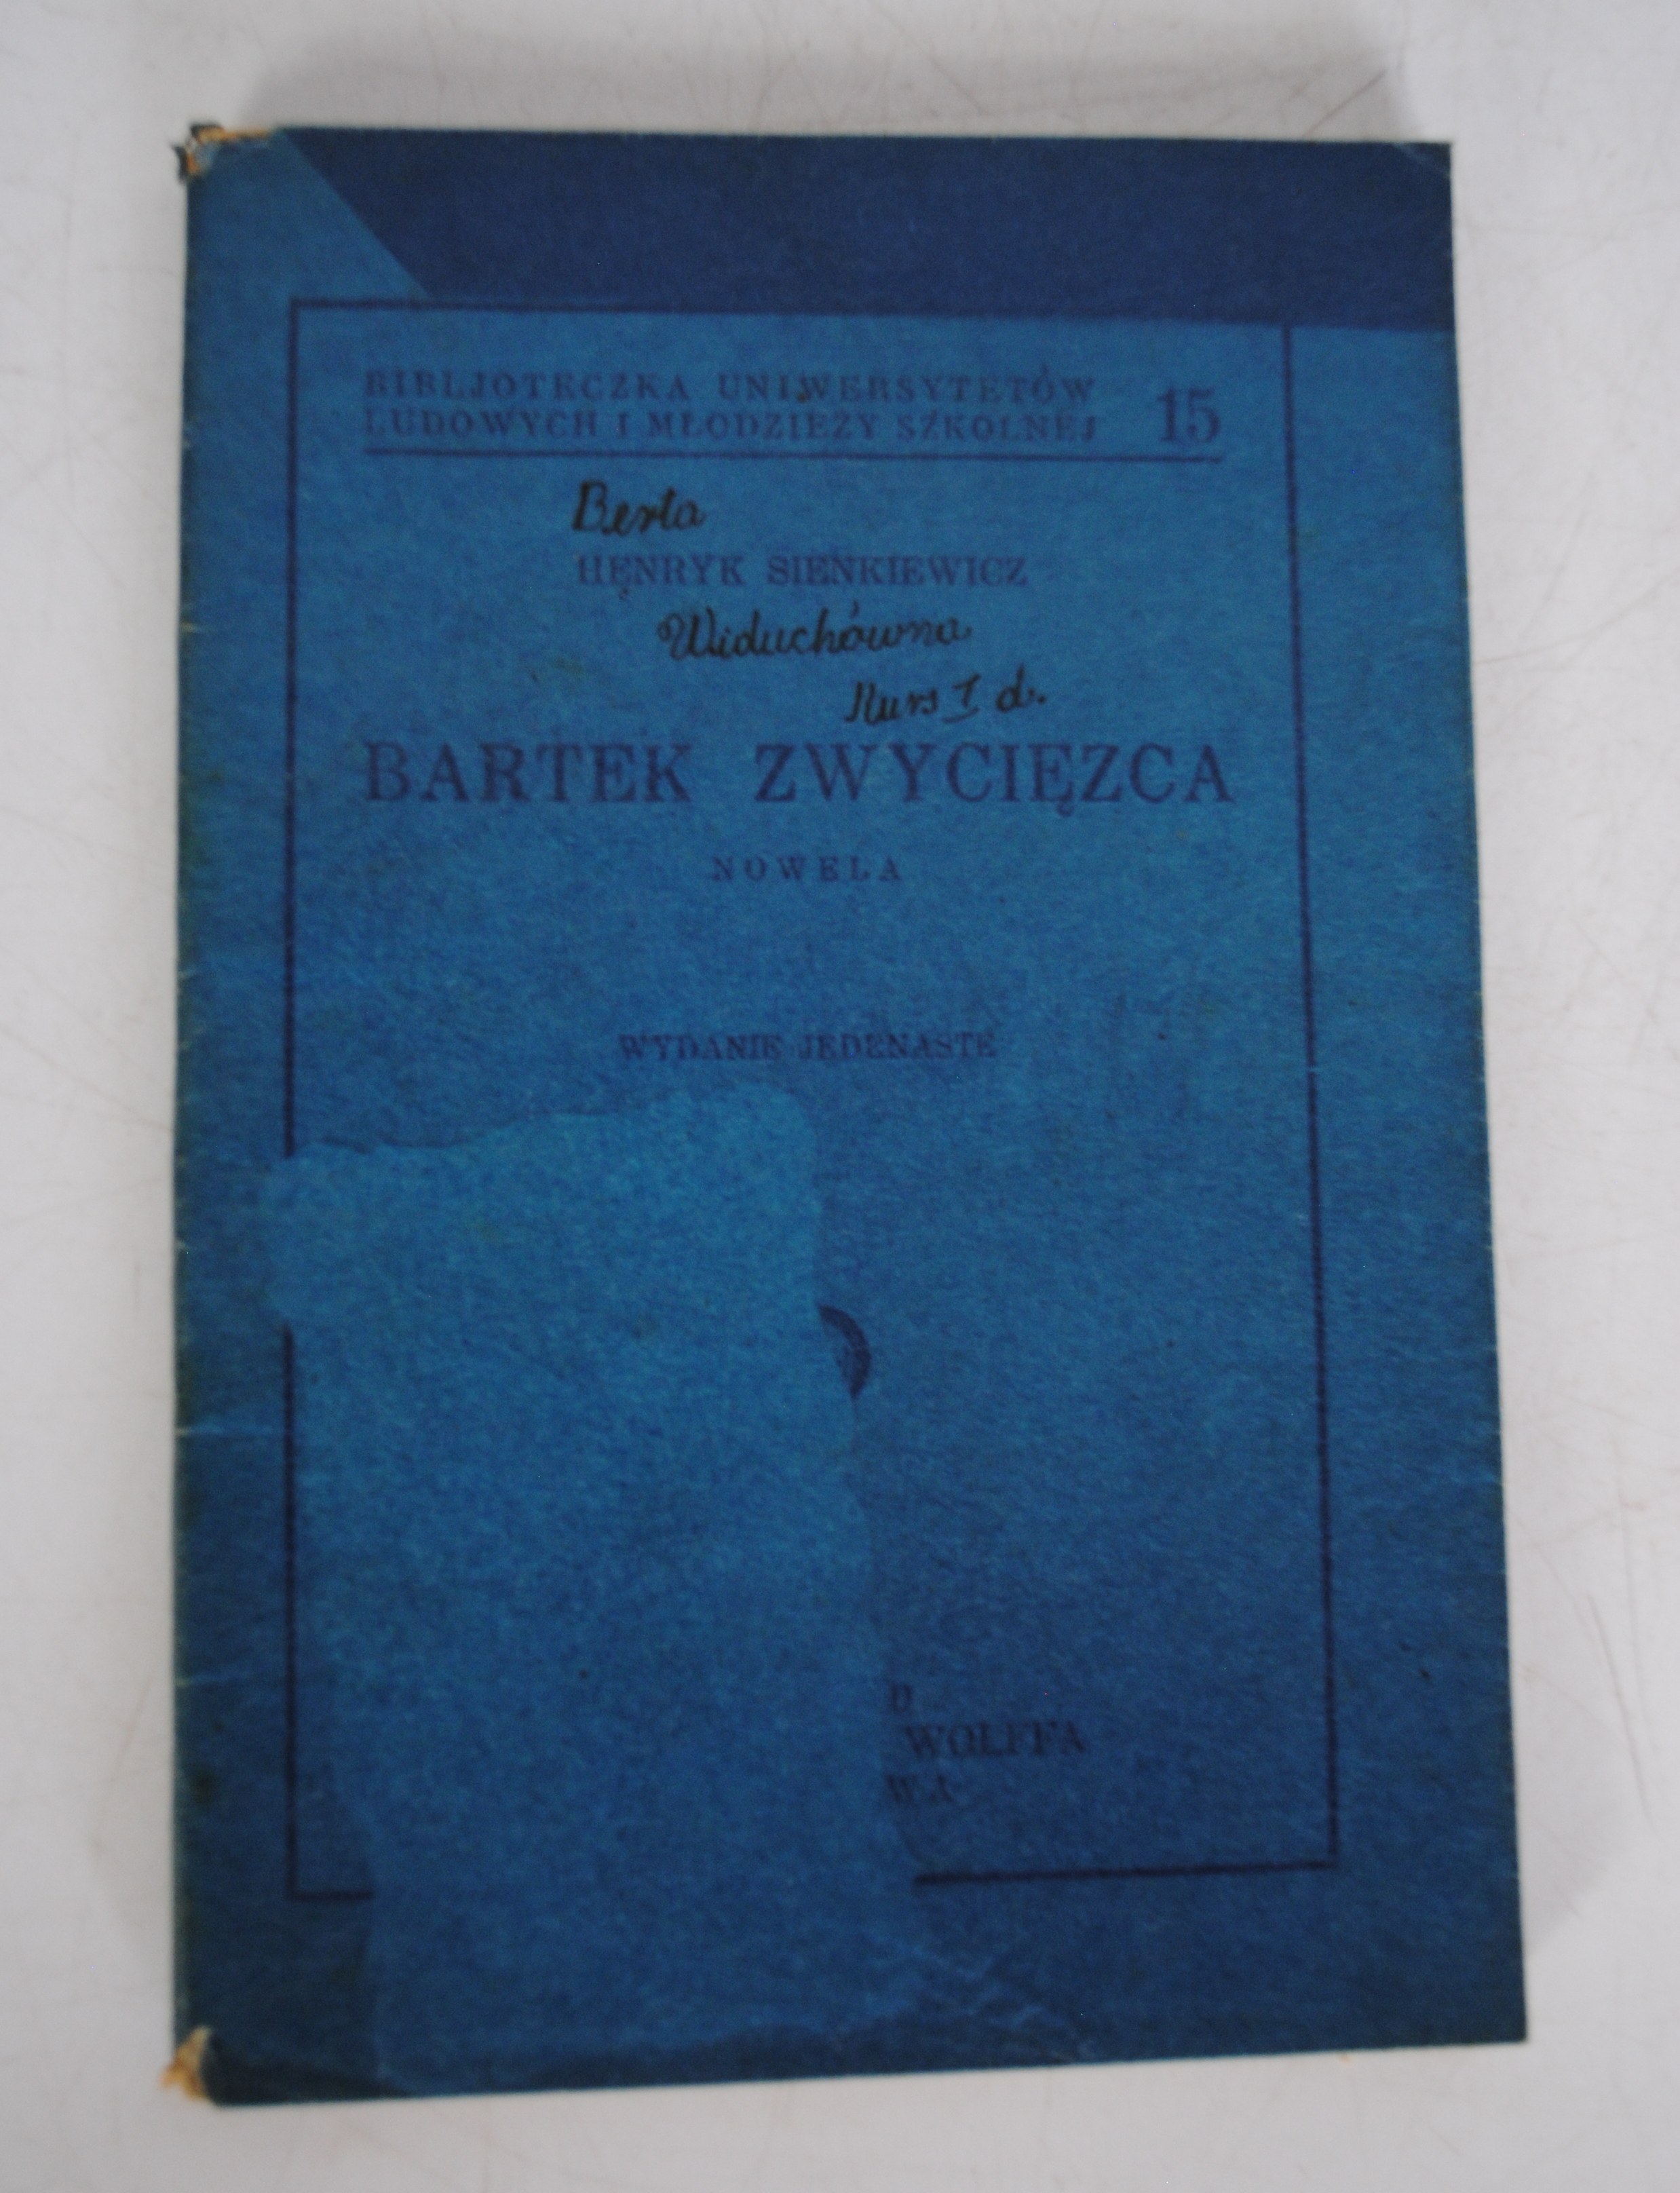 BIBLJOTECZKA UNIWERSYTETÓW
LUDOWYCH I MŁODZIEŻY SZKOLNEJ 15
Berta
HENRYK SIENKIEWICZ
Widuchówna
Kurs I d.
BARTEK ZWYCIĘZCA
NOWELA
WYDANIE JEDENASTE
WOLFFA